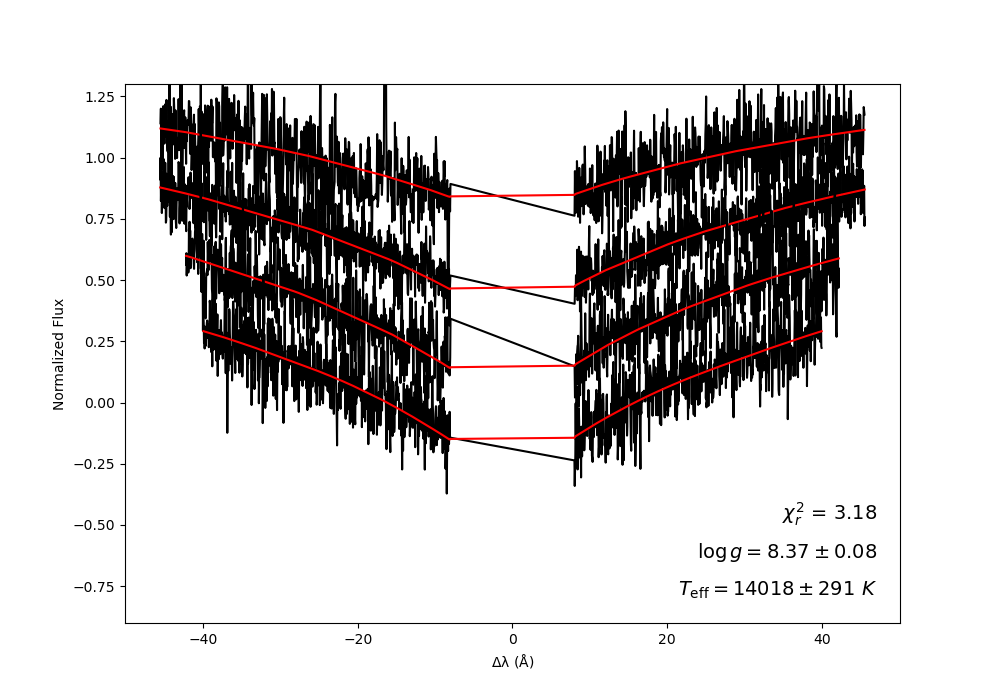 1.25
1.00
0.75
0.50
0.25
0.00
−0.25
−0.50
−0.75
Normalized Flux
χ²ᵣ = 3.18
log g = 8.37 ± 0.08
T_eff = 14018 ± 291 K
−40 −20 0 20 40
Δλ (Å)